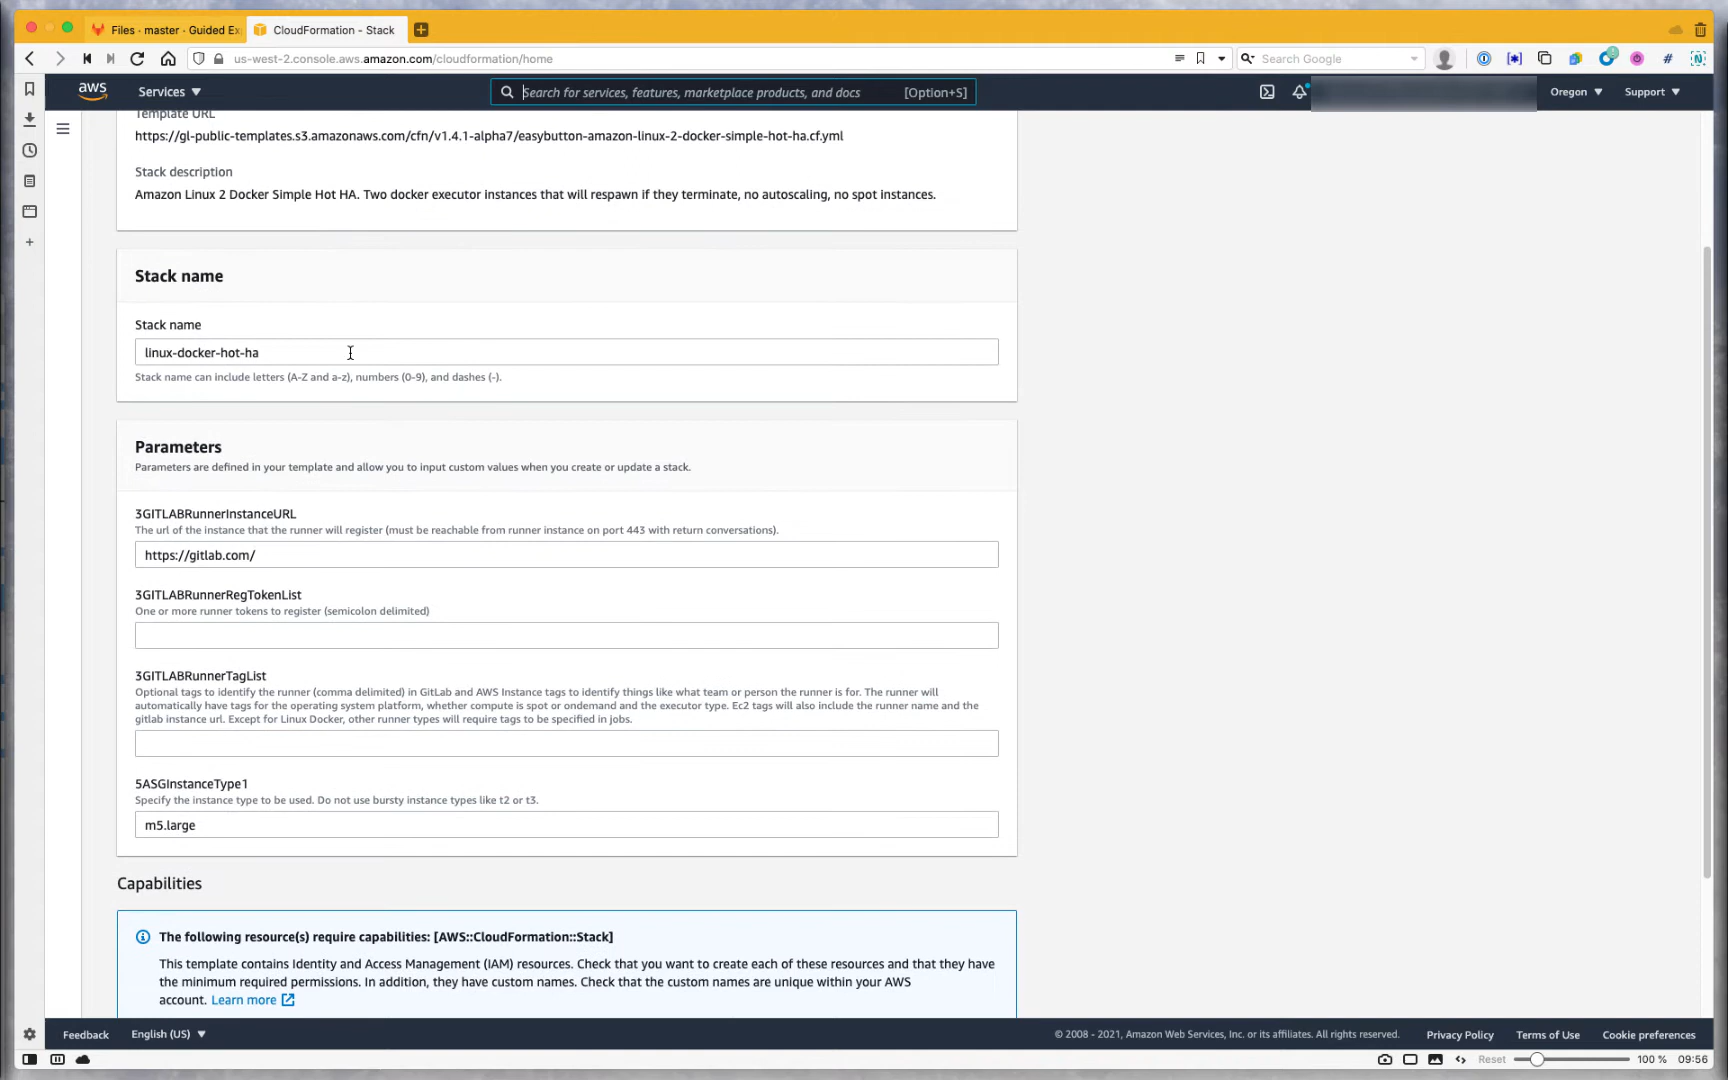 Files · master · Guided Ex
CloudFormation - Stack
us-west-2.console.aws.amazon.com/cloudformation/home
Search Google
aws
Services
Search for services, features, marketplace products, and docs
[Option+S]
Oregon
Support
Template URL
https://gl-public-templates.s3.amazonaws.com/cfn/v1.4.1-alpha7/easybutton-amazon-linux-2-docker-simple-hot-ha.cf.yml
Stack description
Amazon Linux 2 Docker Simple Hot HA. Two docker executor instances that will respawn if they terminate, no autoscaling, no spot instances.
Stack name
Stack name
linux-docker-hot-ha
Stack name can include letters (A-Z and a-z), numbers (0-9), and dashes (-).
Parameters
Parameters are defined in your template and allow you to input custom values when you create or update a stack.
3GITLABRunnerInstanceURL
The url of the instance that the runner will register (must be reachable from runner instance on port 443 with return conversations).
https://gitlab.com/
3GITLABRunnerRegTokenList
One or more runner tokens to register (semicolon delimited)
3GITLABRunnerTagList
Optional tags to identify the runner (comma delimited) in GitLab and AWS Instance tags to identify things like what team or person the runner is for. The runner will
automatically have tags for the operating system platform, whether compute is spot or ondemand and the executor type. Ec2 tags will also include the runner name and the
gitlab instance url. Except for Linux Docker, other runner types will require tags to be specified in jobs.
5ASGInstanceType1
Specify the instance type to be used. Do not use bursty instance types like t2 or t3.
m5.large
Capabilities
The following resource(s) require capabilities: [AWS::CloudFormation::Stack]
This template contains Identity and Access Management (IAM) resources. Check that you want to create each of these resources and that they have
the minimum required permissions. In addition, they have custom names. Check that the custom names are unique within your AWS
account. Learn more
Feedback
English (US)
© 2008 - 2021, Amazon Web Services, Inc. or its affiliates. All rights reserved.
Privacy Policy
Terms of Use
Cookie preferences
Reset
100 %
09:56